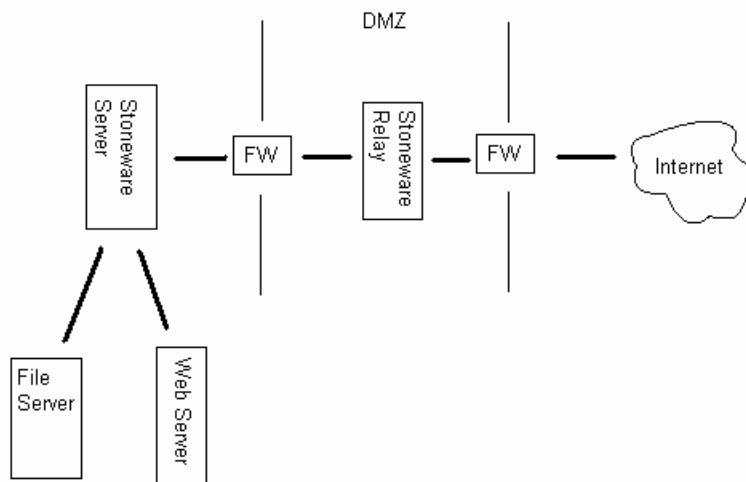 DMZ
Stoneware
Server
FW
Stoneware
Relay
FW
Internet
File
Server
Web Server